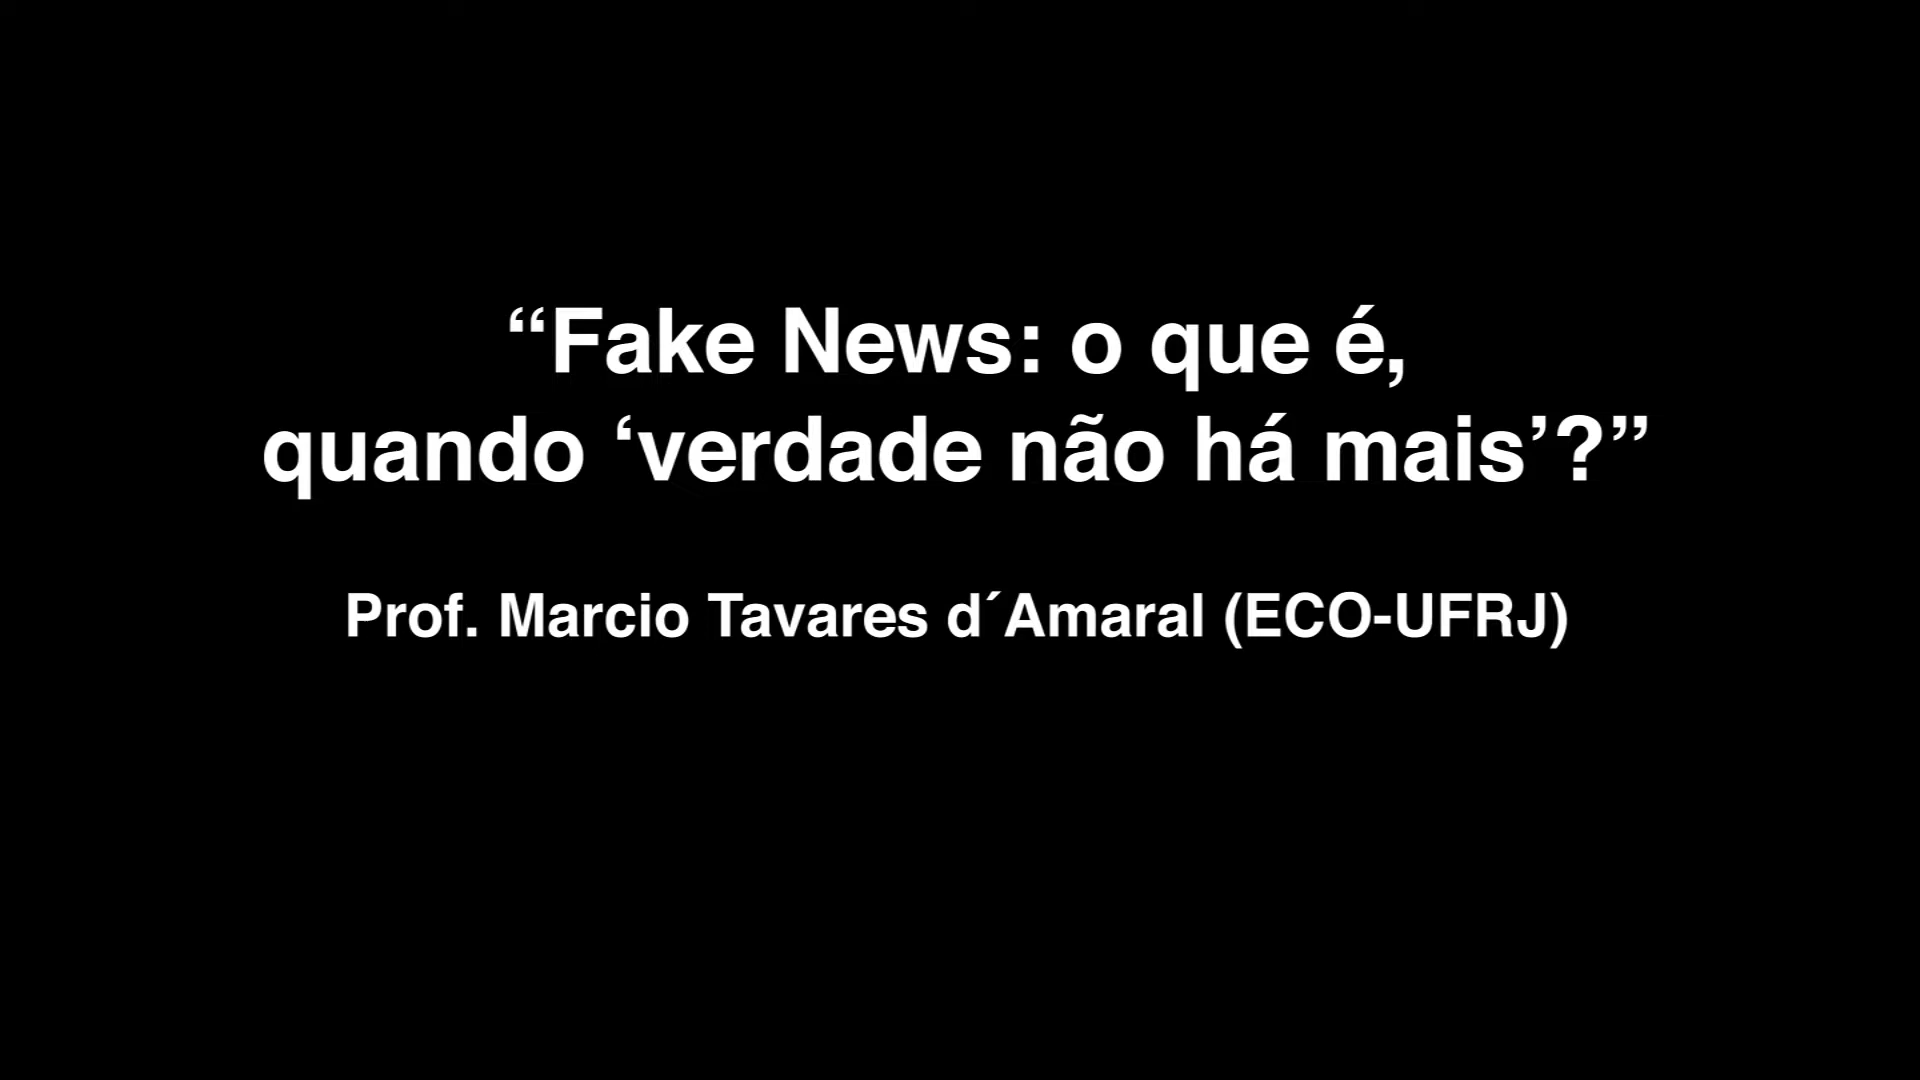 “Fake News: o que é,
quando ‘verdade não há mais’?”
Prof. Marcio Tavares d´Amaral (ECO-UFRJ)